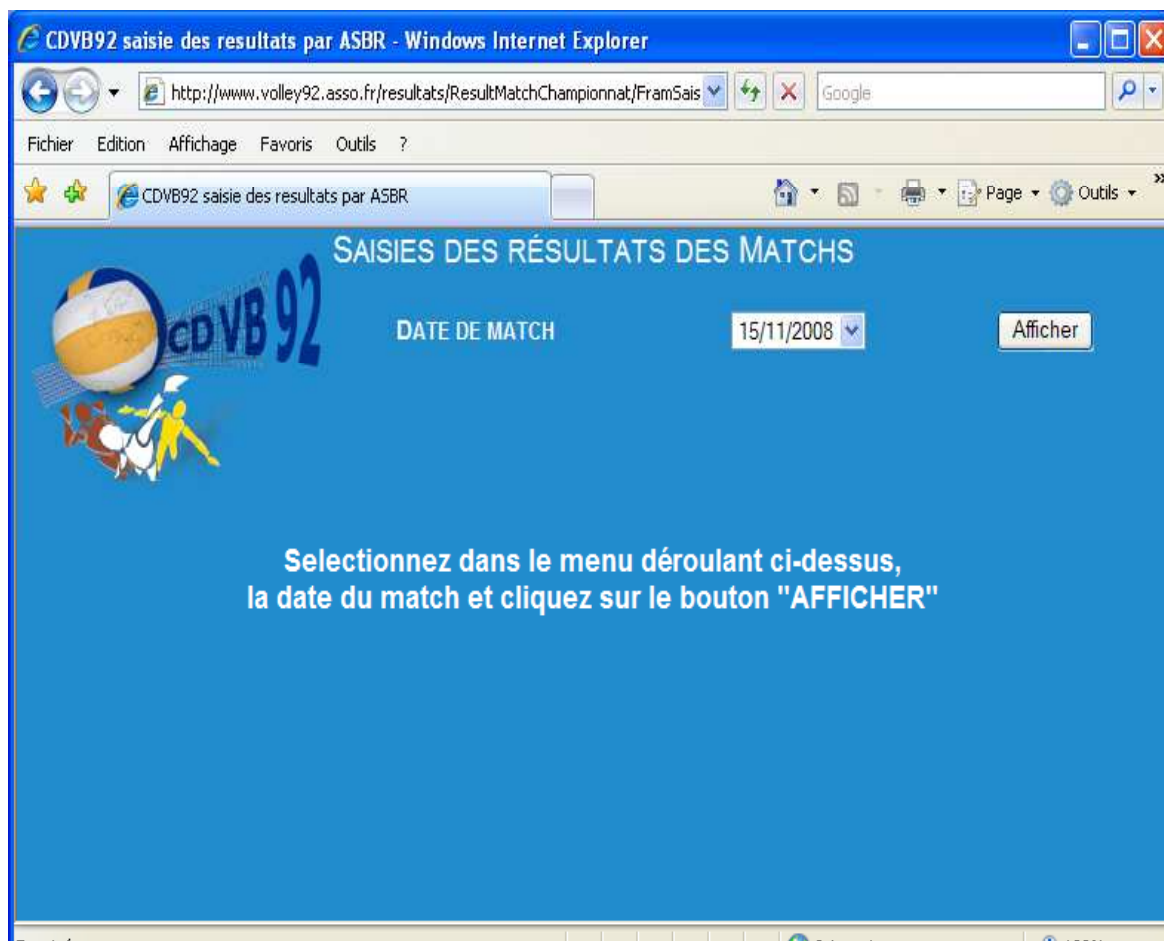 CDVB92 saisie des resultats par ASBR - Windows Internet Explorer
http://www.volley92.asso.fr/resultats/ResultMatchChampionnat/FramSais
Google
Fichier Edition Affichage Favoris Outils ?
CDVB92 saisie des resultats par ASBR
Page Outils »
SAISIES DES RÉSULTATS DES MATCHS
CDVB 92
DATE DE MATCH 15/11/2008 Afficher
Selectionnez dans le menu déroulant ci-dessus,
la date du match et cliquez sur le bouton "AFFICHER"